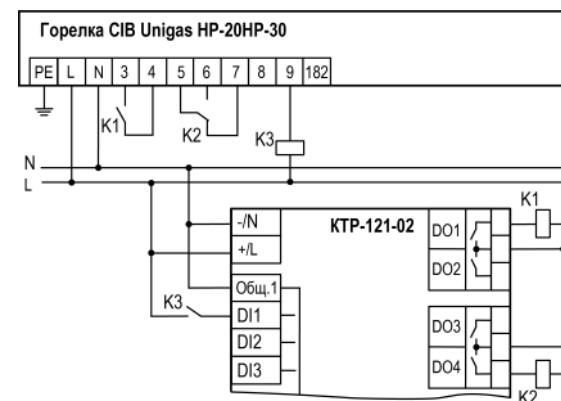 Горелка CIB Unigas HP-20HP-30
PE L N 3 4 5 6 7 8 9 182
K1
K2
K3
N
L
K1
-/N
КТР-121-02
DO1
+/L
DO2
Общ.1
K3
DI1
DO3
DI2
DI3
DO4
K2